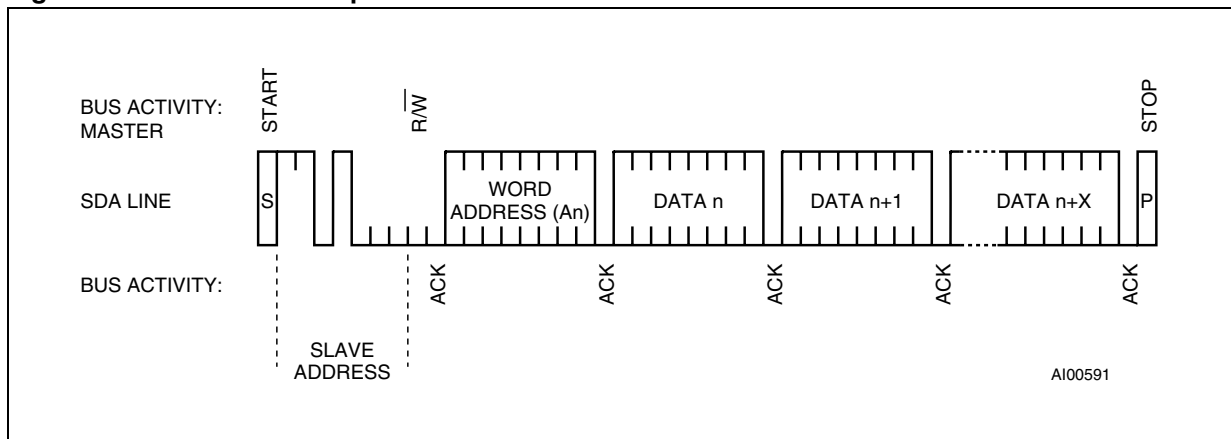 BUS ACTIVITY:
MASTER
START
R/W
STOP
SDA LINE
S
WORD
ADDRESS (An)
DATA n
DATA n+1
DATA n+X
P
BUS ACTIVITY:
ACK
ACK
ACK
ACK
ACK
SLAVE
ADDRESS
AI00591